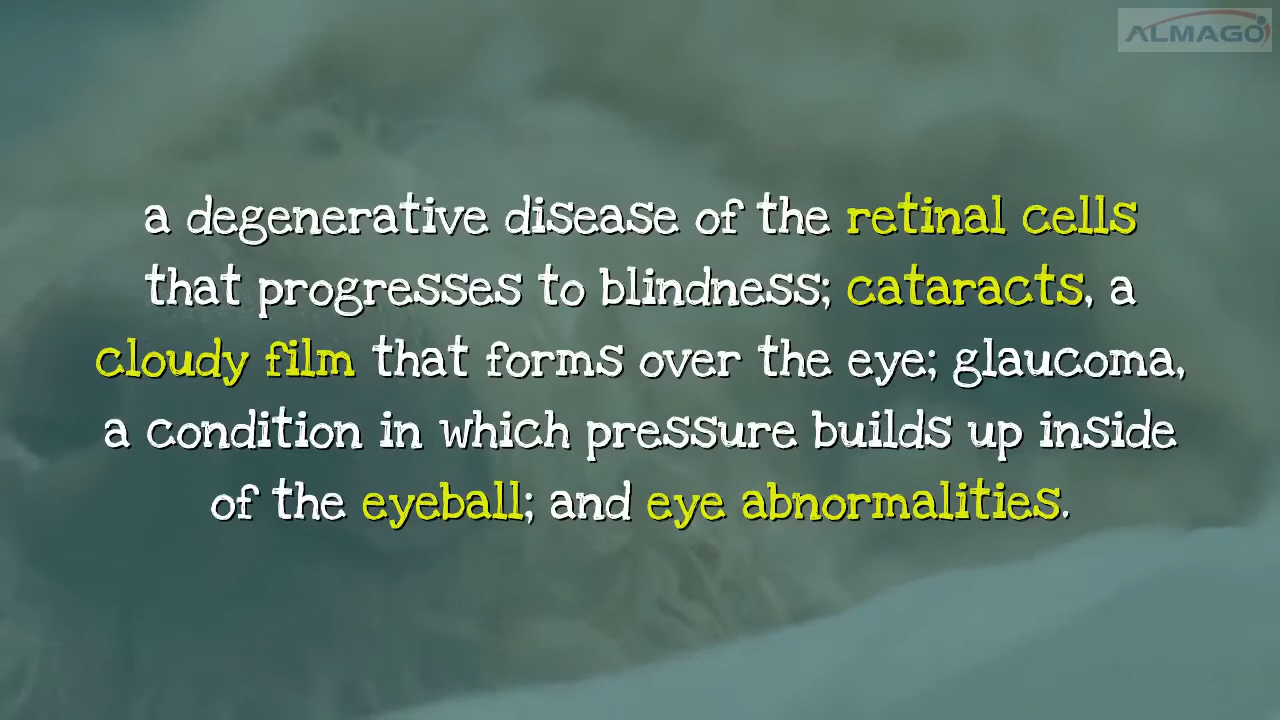 ALMAGO
a degenerative disease of the retinal cells
that progresses to blindness; cataracts, a
cloudy film that forms over the eye; glaucoma,
a condition in which pressure builds up inside
of the eyeball; and eye abnormalities.